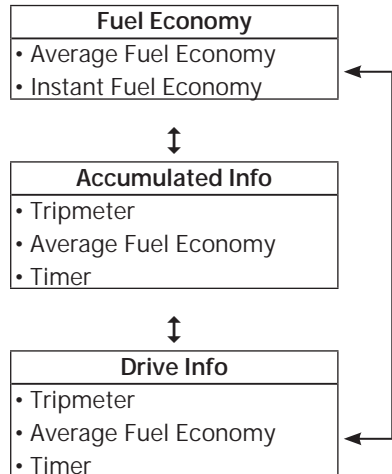 Fuel Economy
• Average Fuel Economy
• Instant Fuel Economy
Accumulated Info
• Tripmeter
• Average Fuel Economy
• Timer
Drive Info
• Tripmeter
• Average Fuel Economy
• Timer